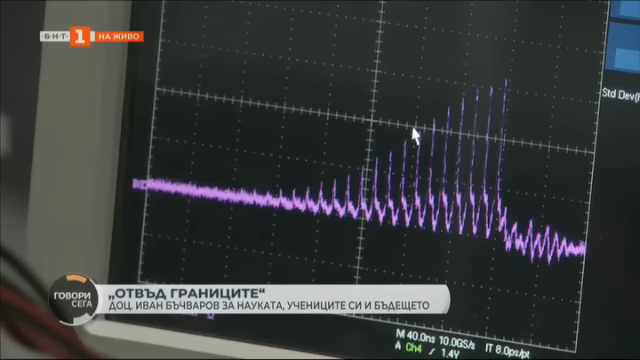 БНТ 1 НА ЖИВО
Std Dev(
ГОВОРИ СЕГА
„ОТВЪД ГРАНИЦИТЕ“
ДОЦ. ИВАН БЪЧВАРОВ ЗА НАУКАТА, УЧЕНИЦИТЕ СИ И БЪДЕЩЕТО
M 40.0ns 10.0GS/s IT 8.0ps/pt
A Ch4 / 1.4V